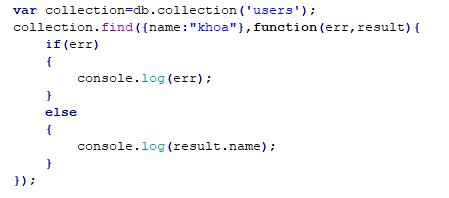 var collection=db.collection('users');
collection.find({name:"khoa"},function(err,result){
    if(err)
    {
        console.log(err);
    }
    else
    {
        console.log(result.name);
    }
});